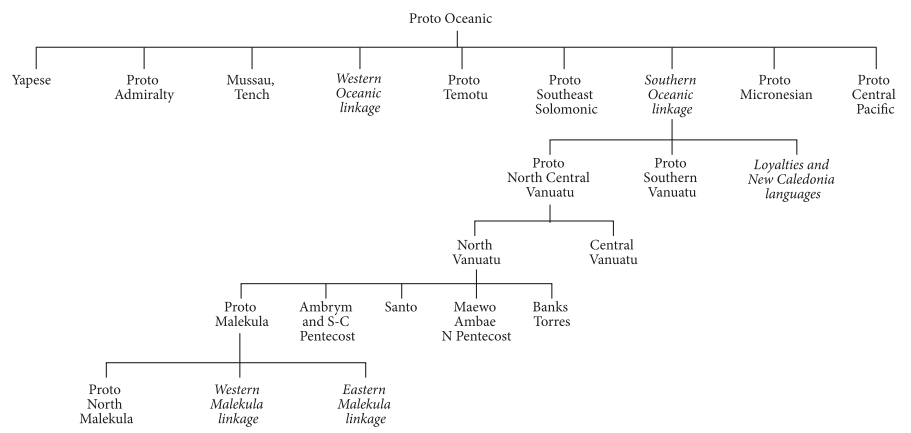 Proto Oceanic
Yapese
Proto
Admiralty
Mussau,
Tench
Western
Oceanic
linkage
Proto
Temotu
Proto
Southeast
Solomonic
Southern
Oceanic
linkage
Proto
Micronesian
Proto
Central
Pacific
Proto
North Central
Vanuatu
Proto
Southern
Vanuatu
Loyalties and
New Caledonia
languages
North
Vanuatu
Central
Vanuatu
Proto
Malekula
Ambrym
and S-C
Pentecost
Santo
Maewo
Ambae
N Pentecost
Banks
Torres
Proto
North
Malekula
Western
Malekula
linkage
Eastern
Malekula
linkage